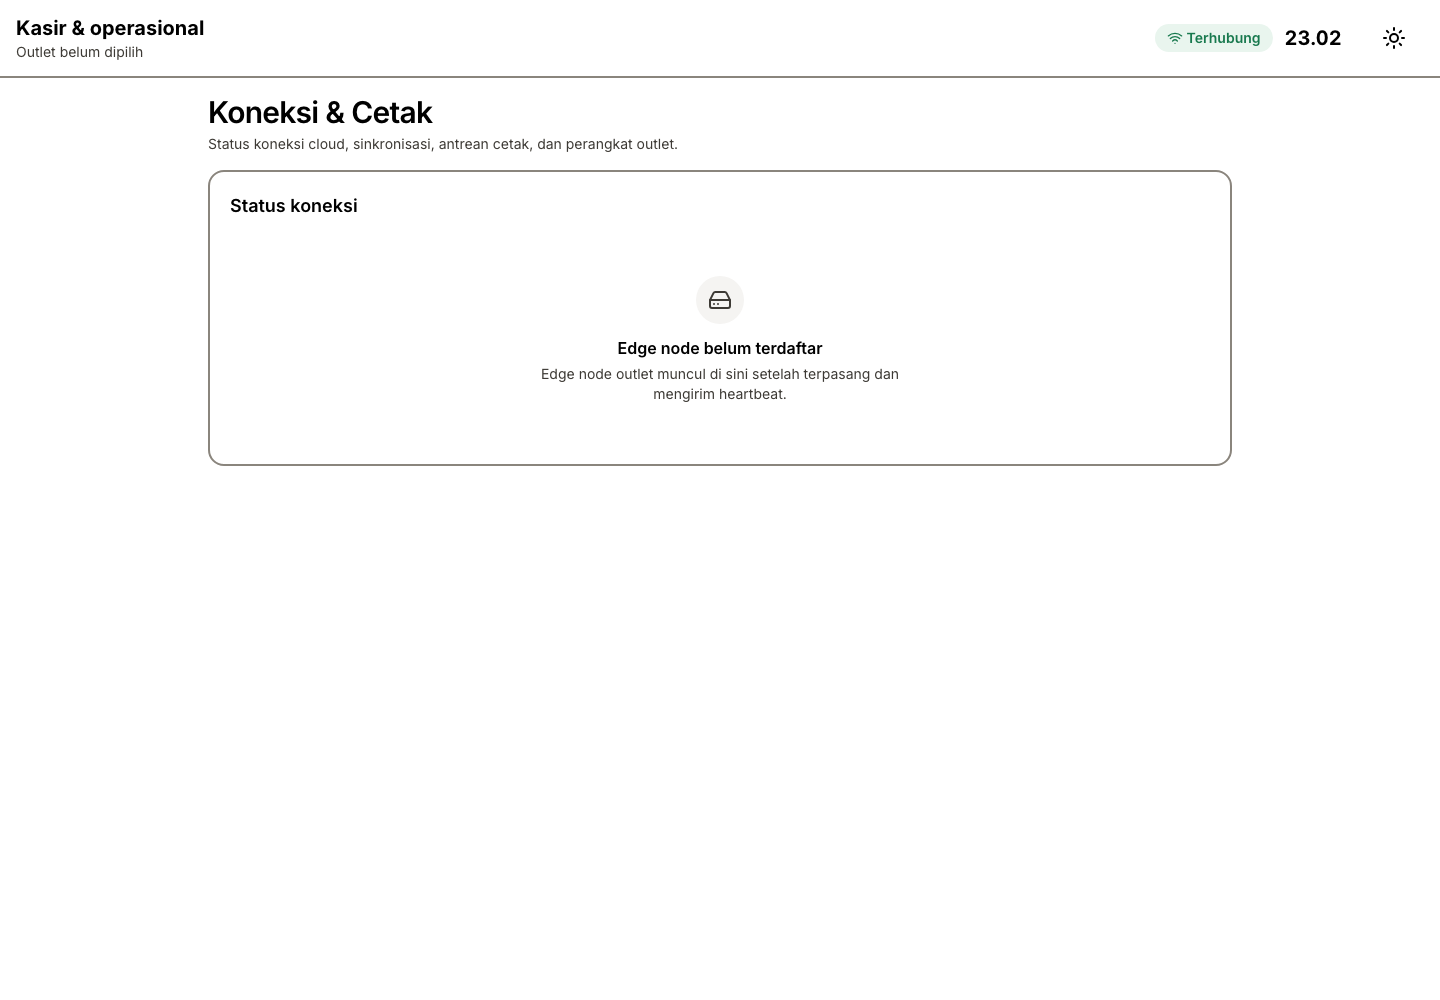 Kasir & operasional
Outlet belum dipilih
Terhubung
23.02
Koneksi & Cetak
Status koneksi cloud, sinkronisasi, antrean cetak, dan perangkat outlet.
Status koneksi
Edge node belum terdaftar
Edge node outlet muncul di sini setelah terpasang dan
mengirim heartbeat.